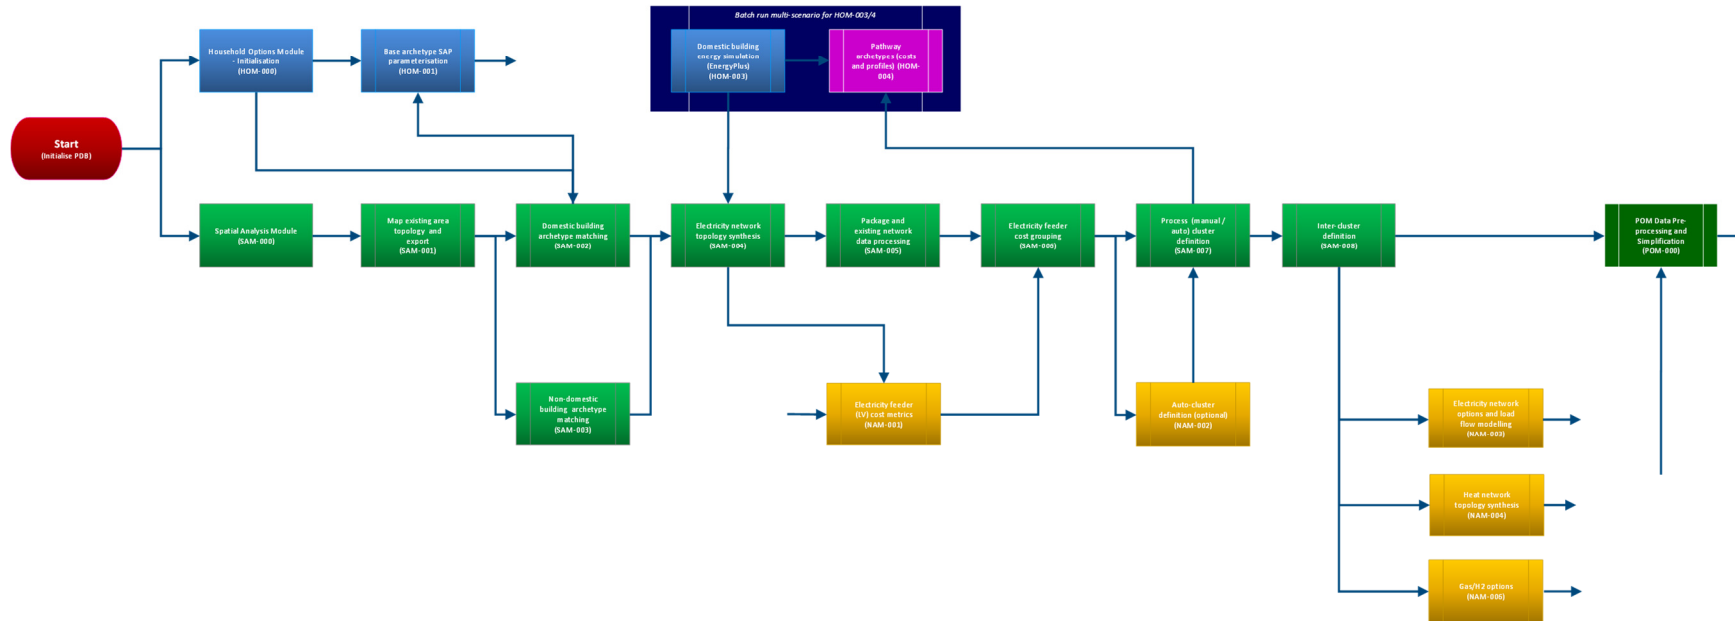 Batch run multi-scenario for HOM-003/4
Household Options Module
- Initialisation
(HOM-000)
Base archetype SAP
parameterisation
(HOM-001)
Domestic building
energy simulation
(EnergyPlus)
(HOM-003)
Pathway
archetypes (costs
and profiles) (HOM-
004)
Start
(Initialise PDB)
Spatial Analysis Module
(SAM-000)
Map existing area
topology and
export
(SAM-001)
Domestic building
archetype matching
(SAM-002)
Electricity network
topology synthesis
(SAM-004)
Package and
existing network
data processing
(SAM-005)
Electricity feeder
cost grouping
(SAM-006)
Process (manual /
auto) cluster
definition
(SAM-007)
Inter-cluster
definition
(SAM-008)
POM Data Pre-
processing and
Simplification
(POM-000)
Non-domestic
building archetype
matching
(SAM-003)
Electricity feeder
(LV) cost metrics
(NAM-001)
Auto-cluster
definition (optional)
(NAM-002)
Electricity network
options and load
flow modelling
(NAM-003)
Heat network
topology synthesis
(NAM-004)
Gas/H2 options
(NAM-006)